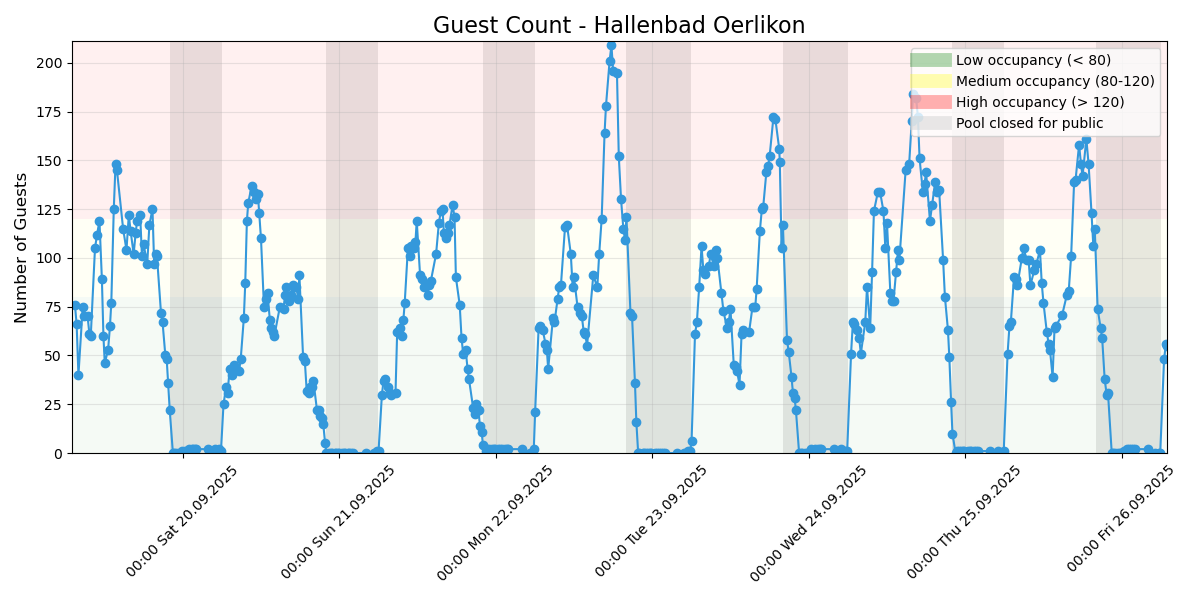 Guest Count - Hallenbad Oerlikon
Number of Guests
200
175
150
125
100
75
50
25
0
Low occupancy (< 80)
Medium occupancy (80-120)
High occupancy (> 120)
Pool closed for public
00:00 Sat 20.09.2025
00:00 Sun 21.09.2025
00:00 Mon 22.09.2025
00:00 Tue 23.09.2025
00:00 Wed 24.09.2025
00:00 Thu 25.09.2025
00:00 Fri 26.09.2025